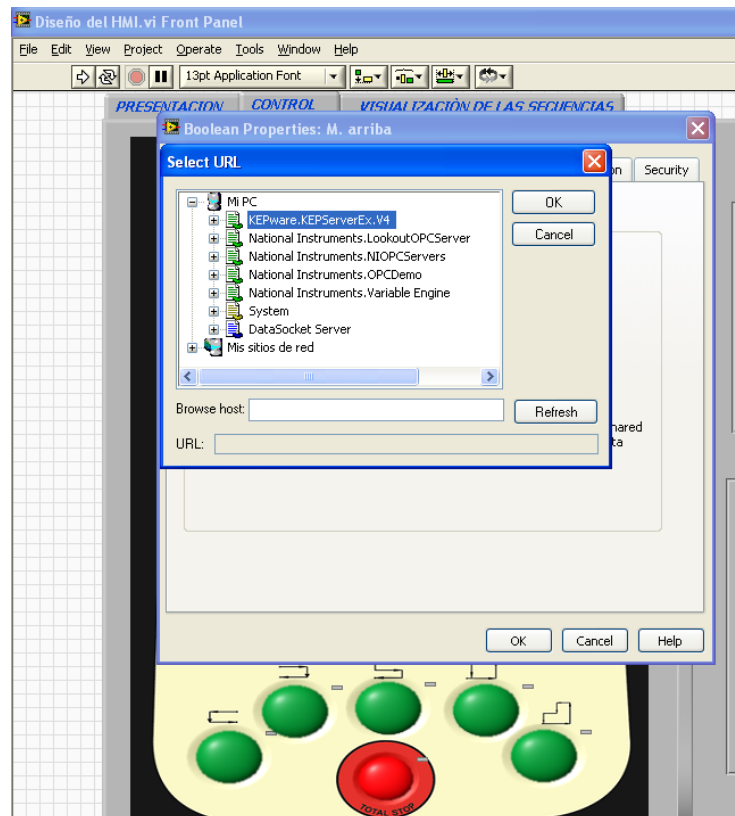 Diseño del HMI.vi Front Panel
File Edit View Project Operate Tools Window Help
13pt Application Font
PRESENTACION CONTROL VISUALIZACIÓN DE LAS SECUENCIAS
Boolean Properties: M. arriba
Select URL
on Security
Mi PC
KEPware.KEPServerEx.V4
National Instruments.LookoutOPCServer
National Instruments.NIOPCServers
National Instruments.OPCDemo
National Instruments.Variable Engine
System
DataSocket Server
Mis sitios de red
OK
Cancel
Browse host:
Refresh
URL:
hared
ta
OK Cancel Help
TOTAL STOP